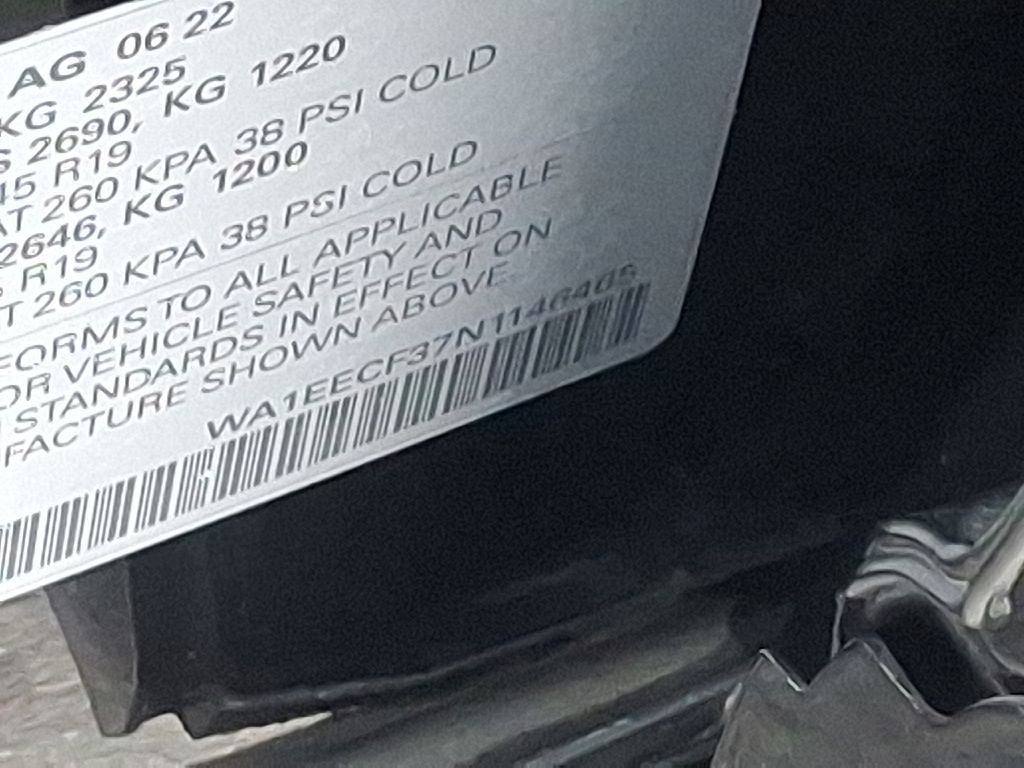 AG 06 22
KG 2325
2690, KG 1220
45 R19
AT 260 KPA 38 PSI COLD
2646, KG 1200
R19
T 260 KPA 38 PSI COLD
FORMS TO ALL APPLICABLE
OR VEHICLE SAFETY AND
STANDARDS IN EFFECT ON
FACTURE SHOWN ABOVE